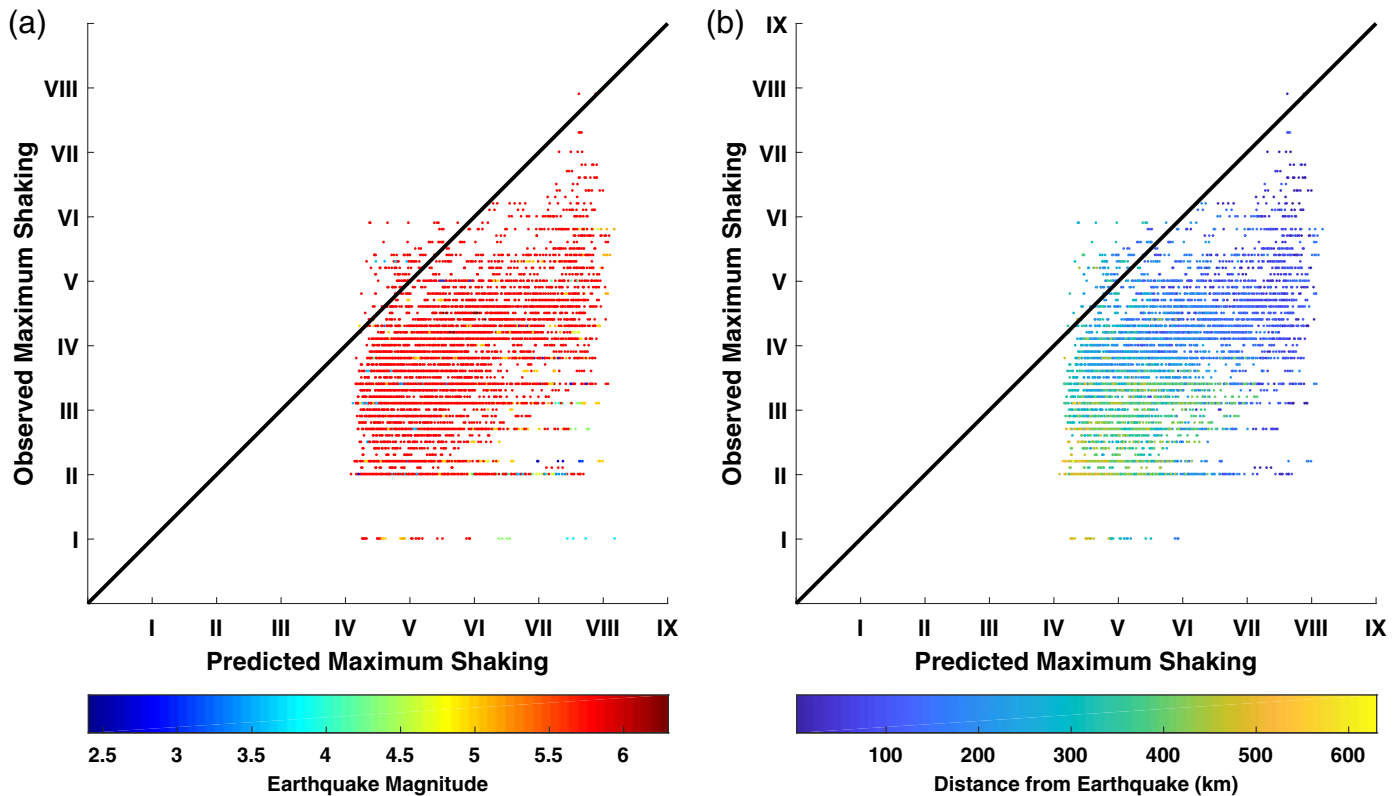 (a)
VIII
VII
VI
V
IV
III
II
I
Observed Maximum Shaking
I II III IV V VI VII VIII IX
Predicted Maximum Shaking
2.5 3 3.5 4 4.5 5 5.5 6
Earthquake Magnitude
(b)
IX
VIII
VII
VI
V
IV
III
II
I
Observed Maximum Shaking
I II III IV V VI VII VIII IX
Predicted Maximum Shaking
100 200 300 400 500 600
Distance from Earthquake (km)